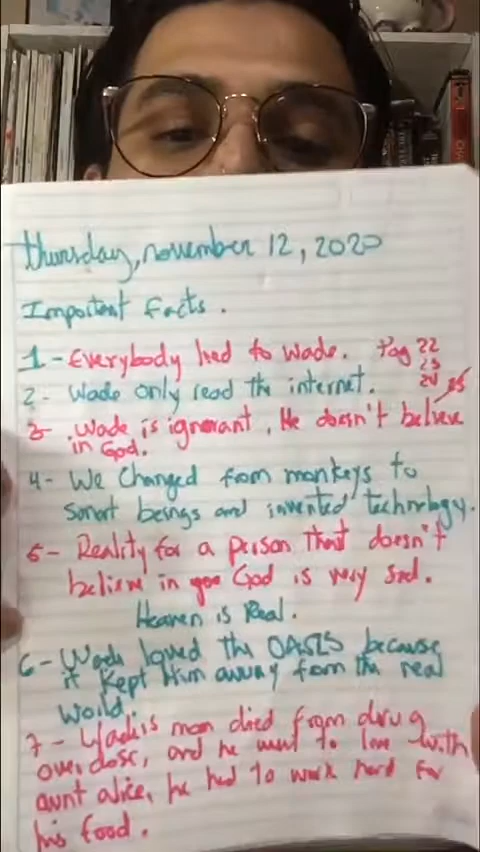 thursday, november 12, 2020
Important facts.
1 - Everybody lied to Wade. Pag 22
23
2 - Wade only read the internet. 24
25
3 - Wade is ignorant, He doesn't believe
in God.
4 - We Changed from monkeys to
smart beings and invented technology.
5 - Reality for a person that doesn't
believe in God is very sad.
Heaven is Real.
6 - Wade loved the OASIS because
it Kept Him away from the real
World.
7 - Wade's mom died from drug
overdose, and he went to live with
aunt alice, he had to work hard for
his food.